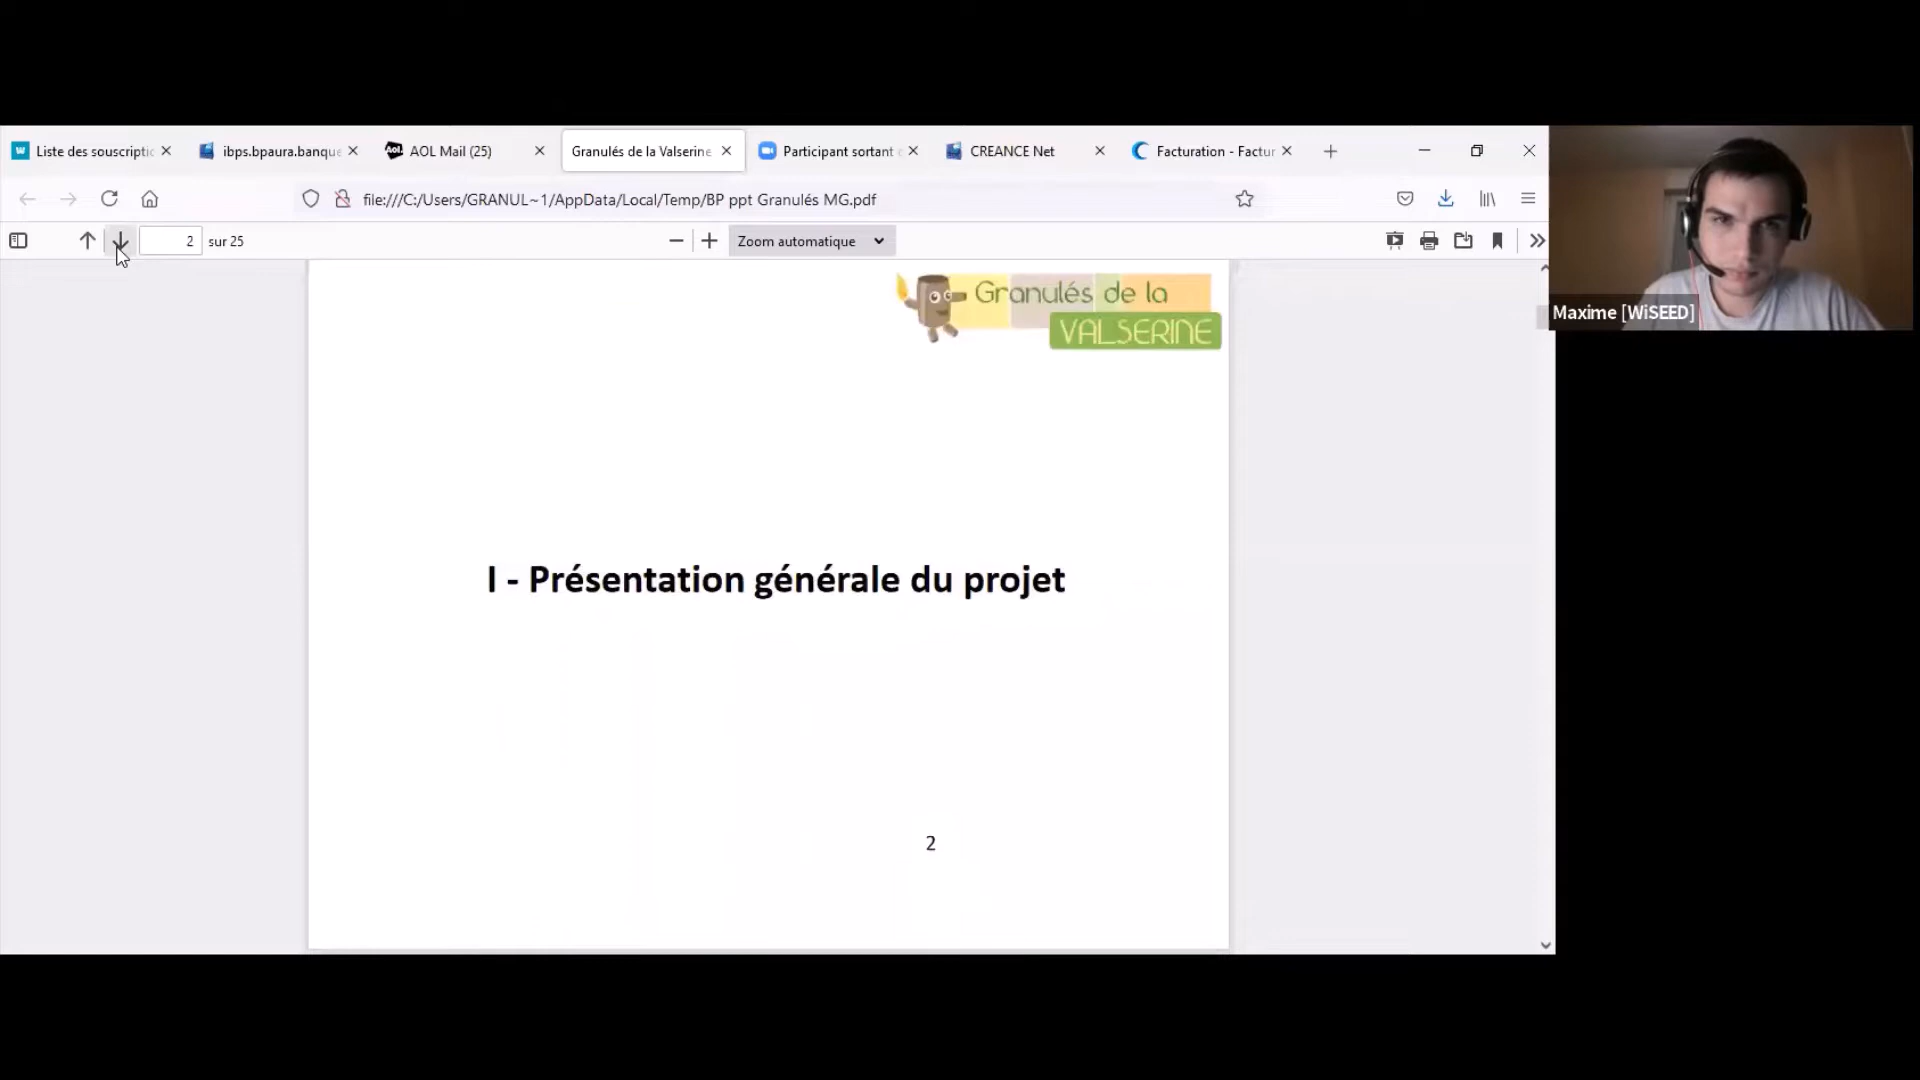 Liste des souscriptio
ibps.bpaura.banque
AOL Mail (25)
Granulés de la Valserine
Participant sortant
CREANCE Net
Facturation - Factur
file:///C:/Users/GRANUL~1/AppData/Local/Temp/BP ppt Granulés MG.pdf
2 sur 25
Zoom automatique
Granulés de la
VALSERINE
Maxime [WiSEED]
I - Présentation générale du projet
2